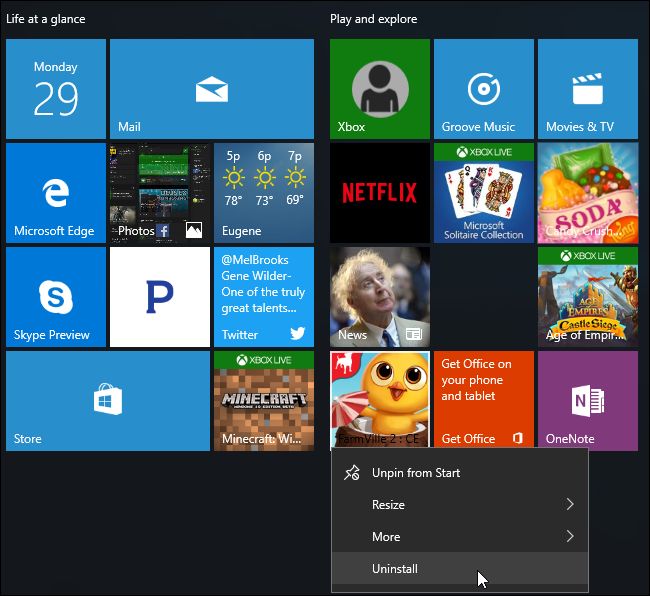 Life at a glance
Play and explore
Monday
29
Mail
Xbox
Groove Music
Movies & TV
Microsoft Edge
Photos
5p 6p 7p
78° 73° 69°
Eugene
NETFLIX
XBOX LIVE
Microsoft
Solitaire Collection
SODA
Candy Crush...
Skype Preview
P
@MelBrooks
Gene Wilder-
One of the truly
great talents...
Twitter
News
XBOX LIVE
AGE OF
EMPIRES
Castle Siege
Age of Empir...
Store
XBOX LIVE
MINECRAFT
WINDOWS 10 EDITION BETA
Minecraft: Wi...
FarmVille 2 : CE
Get Office on
your phone
and tablet
Get Office
OneNote
Unpin from Start
Resize
More
Uninstall